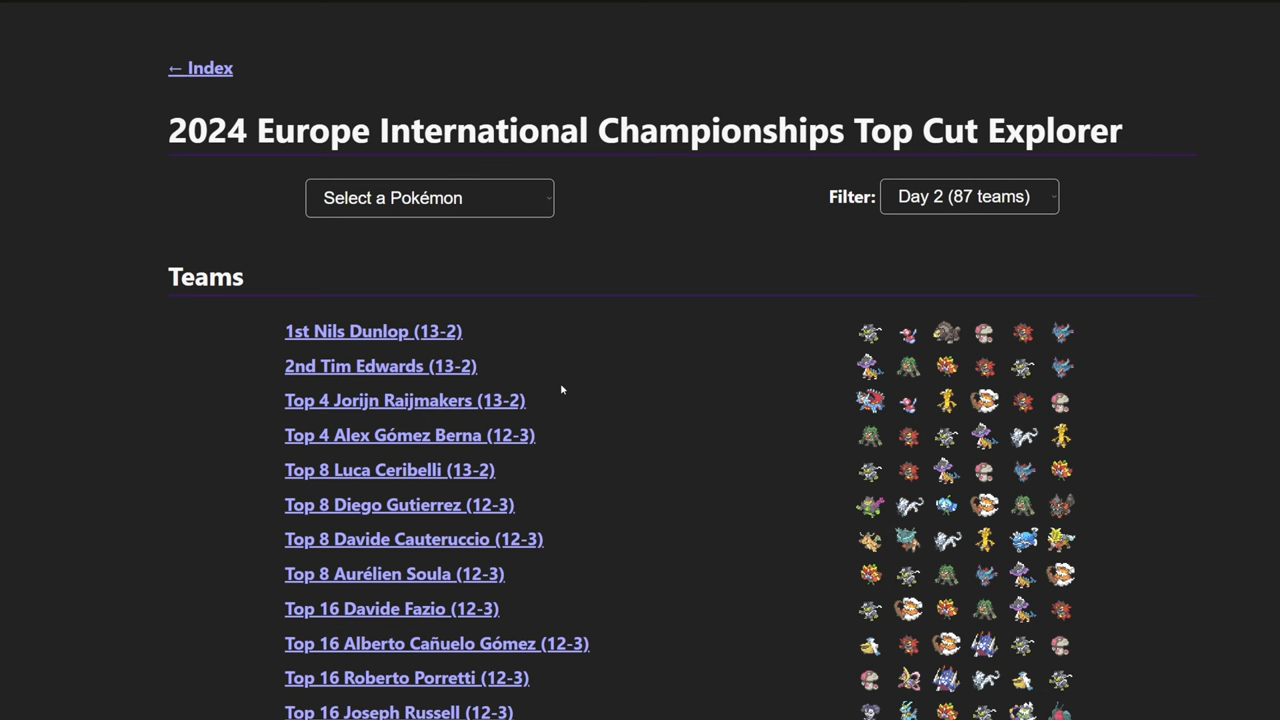 ← Index
2024 Europe International Championships Top Cut Explorer
Select a Pokémon
Filter: Day 2 (87 teams)
Teams
1st Nils Dunlop (13-2)
2nd Tim Edwards (13-2)
Top 4 Jorijn Raijmakers (13-2)
Top 4 Alex Gómez Berna (12-3)
Top 8 Luca Ceribelli (13-2)
Top 8 Diego Gutierrez (12-3)
Top 8 Davide Cauteruccio (12-3)
Top 8 Aurélien Soula (12-3)
Top 16 Davide Fazio (12-3)
Top 16 Alberto Cañuelo Gómez (12-3)
Top 16 Roberto Porretti (12-3)
Top 16 Joseph Russell (12-3)